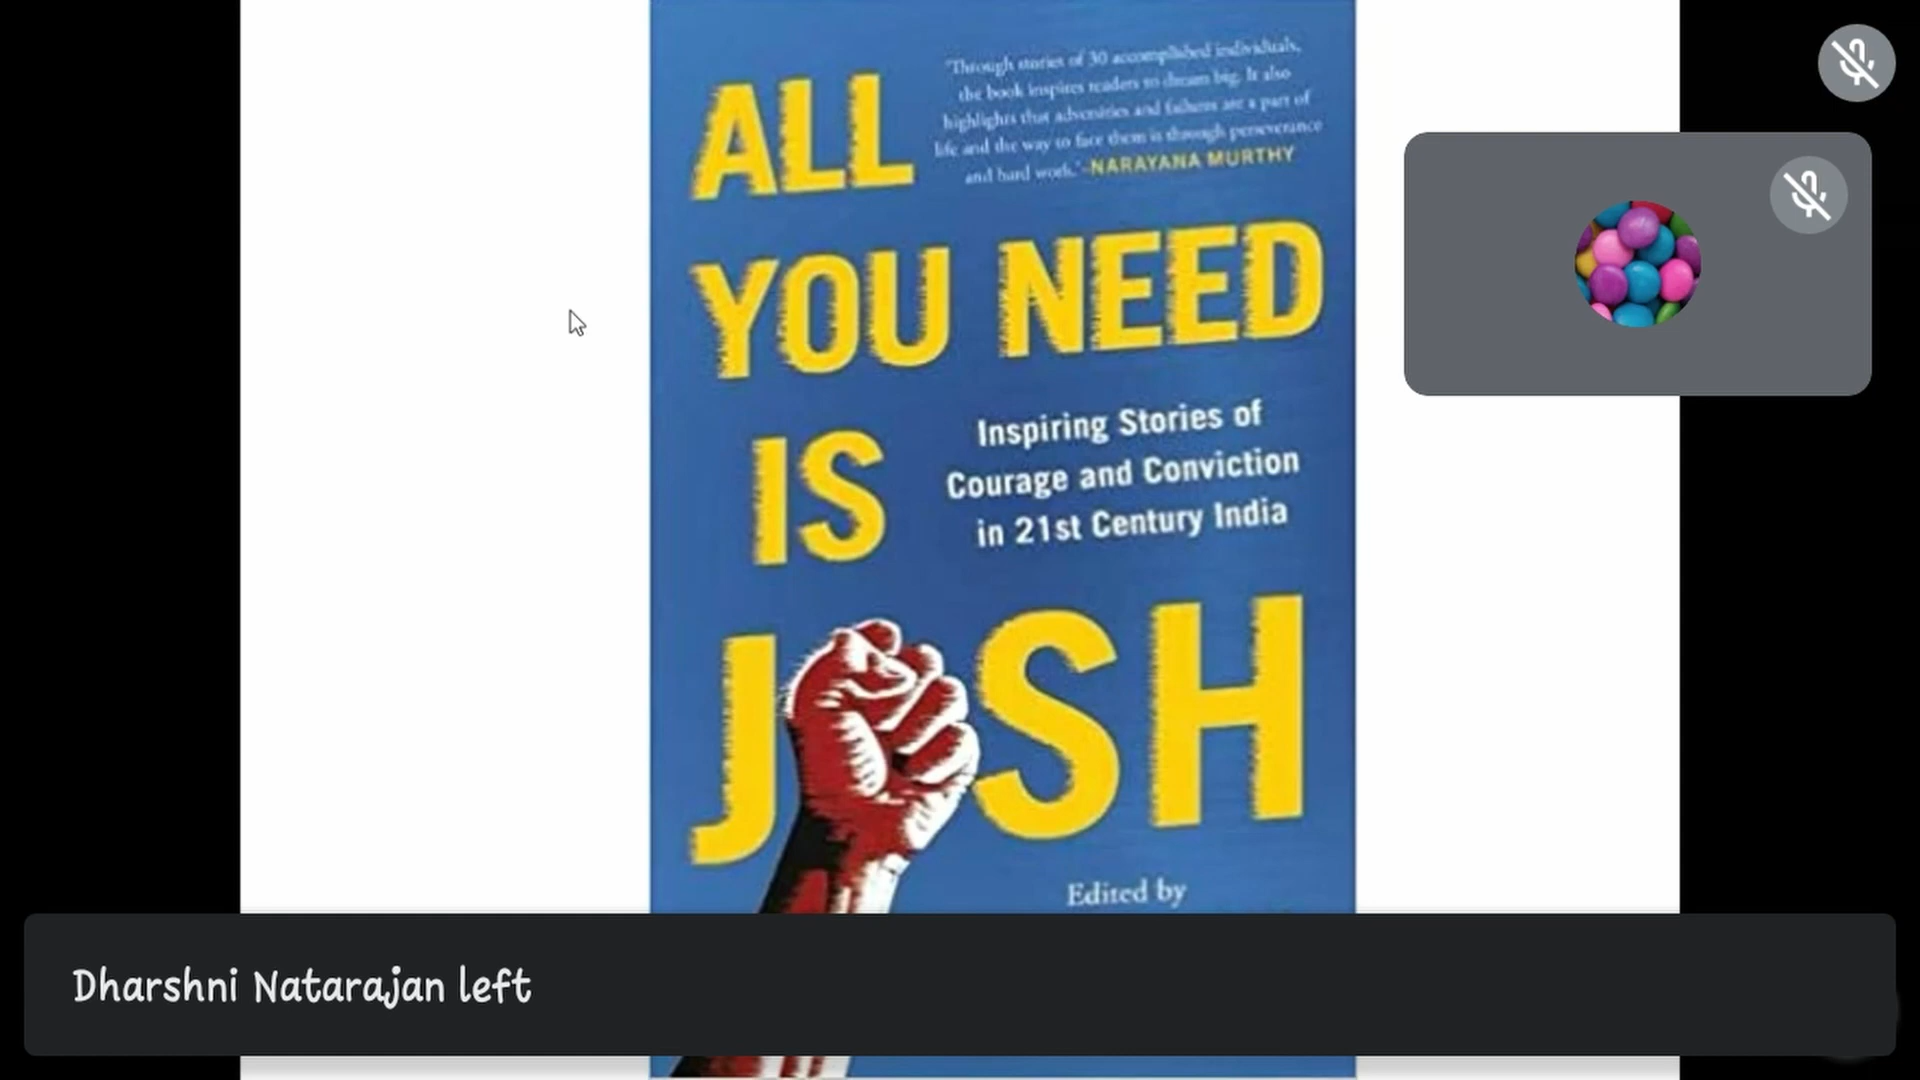 ALL
"Through stories of 30 accomplished individuals,
the book inspires readers to dream big. It also
highlights that adversities and failures are a part of
life and the way to face them is through perseverance
and hard work."-NARAYANA MURTHY
YOU NEED
IS
Inspiring Stories of
Courage and Conviction
in 21st Century India
JOSH
Edited by
Dharshni Natarajan left